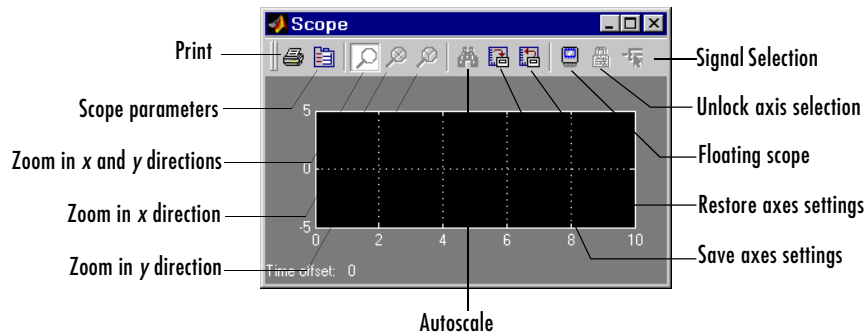 Scope
Print
Scope parameters
Zoom in x and y directions
Zoom in x direction
Zoom in y direction
Signal Selection
Unlock axis selection
Floating scope
Restore axes settings
Save axes settings
5
0
-5
0 2 4 6 8 10
Time offset: 0
Autoscale